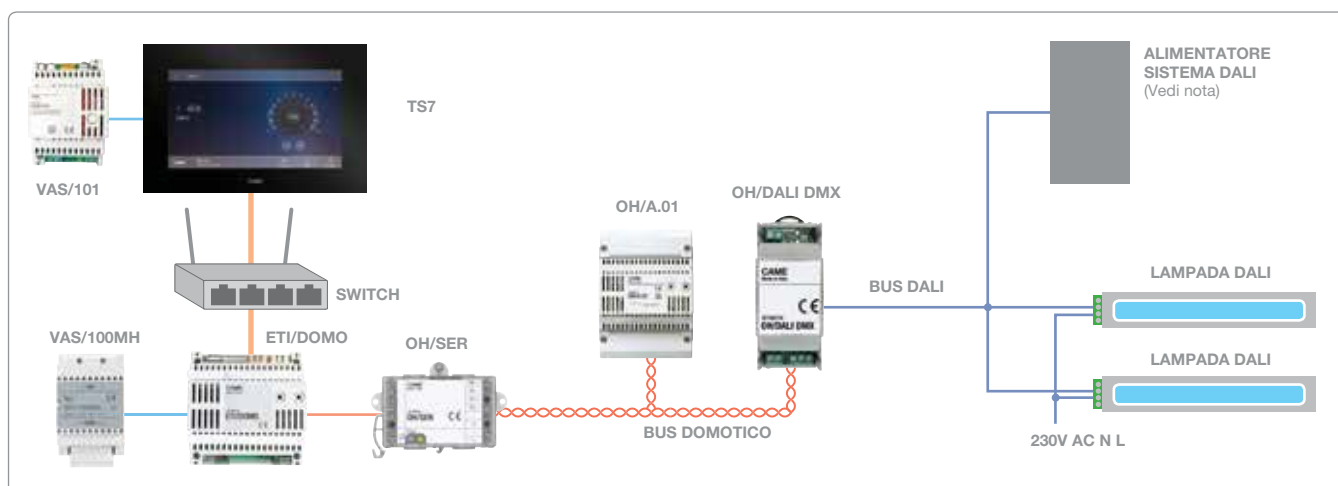 ALIMENTATORE
SISTEMA DALI
(Vedi nota)
TS7
VAS/101
OH/A.01
OH/DALI DMX
CAME
CE
OH/DALI DMX
BUS DALI
LAMPADA DALI
SWITCH
VAS/100MH
ETI/DOMO
OH/SER
CAME
LAMPADA DALI
BUS DOMOTICO
230V AC N L